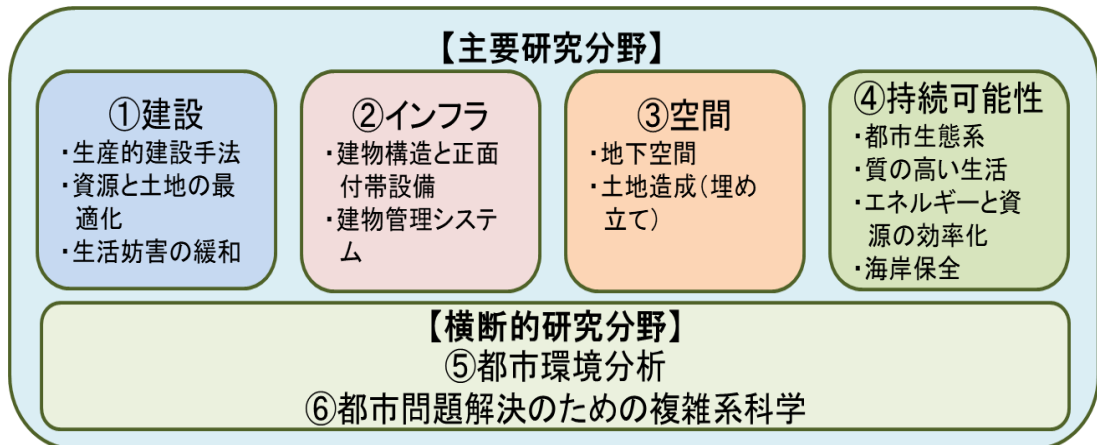 【主要研究分野】
①建設
・生産的建設手法
・資源と土地の最
適化
・生活妨害の緩和
②インフラ
・建物構造と正面
付帯設備
・建物管理システ
ム
③空間
・地下空間
・土地造成(埋め
立て)
④持続可能性
・都市生態系
・質の高い生活
・エネルギーと資
源の効率化
・海岸保全
【横断的研究分野】
⑤都市環境分析
⑥都市問題解決のための複雑系科学